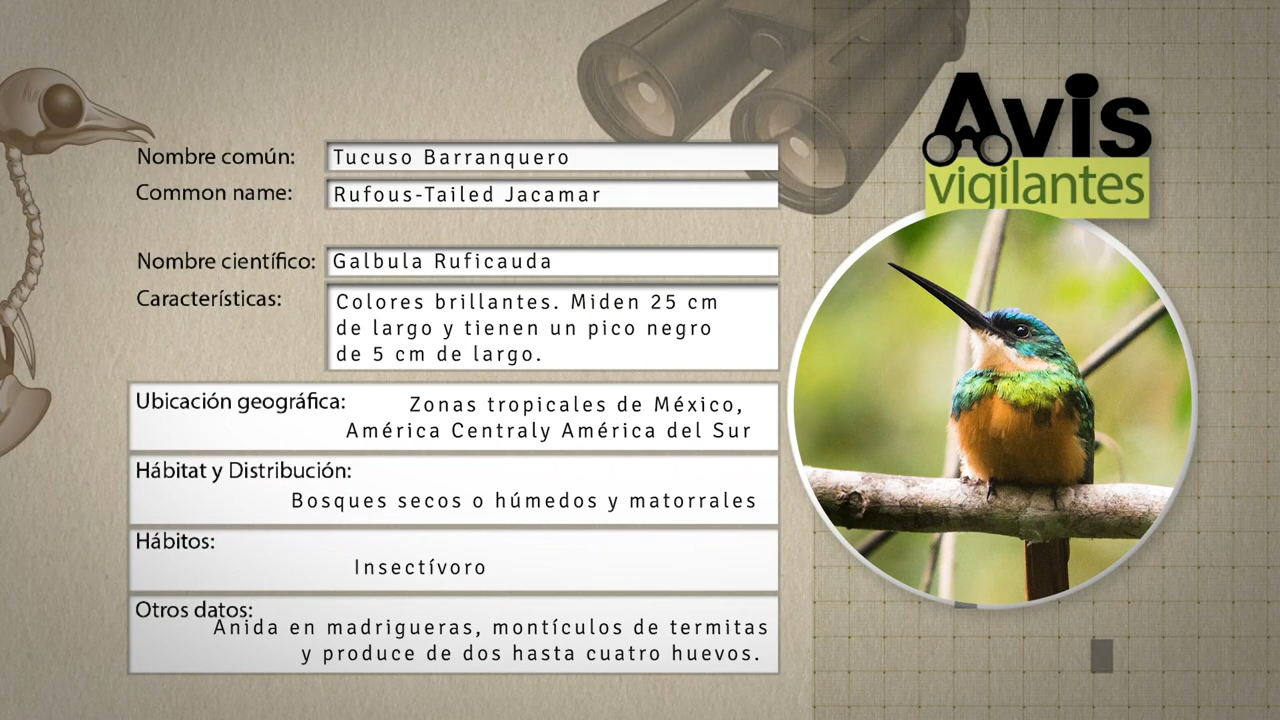 Avis
vigilantes
Nombre común: Tucuso Barranquero
Common name: Rufous-Tailed Jacamar
Nombre científico: Galbula Ruficauda
Características: Colores brillantes. Miden 25 cm
de largo y tienen un pico negro
de 5 cm de largo.
Ubicación geográfica: Zonas tropicales de México,
América Centraly América del Sur
Hábitat y Distribución:
Bosques secos o húmedos y matorrales
Hábitos:
Insectívoro
Otros datos:
Anida en madrigueras, montículos de termitas
y produce de dos hasta cuatro huevos.